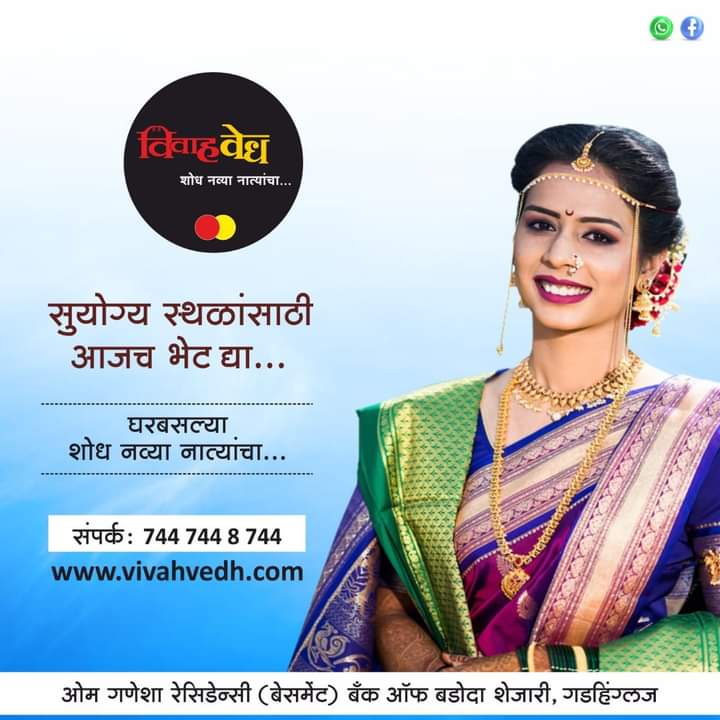 विवाहवेध
शोध नव्या नात्यांचा...
सुयोग्य स्थळांसाठी
आजच भेट द्या...
घरबसल्या
शोध नव्या नात्यांचा...
संपर्क : 744 744 8 744
www.vivahvedh.com
ओम गणेशा रेसिडेन्सी (बेसमेंट) बँक ऑफ बडोदा शेजारी, गडहिंग्लज